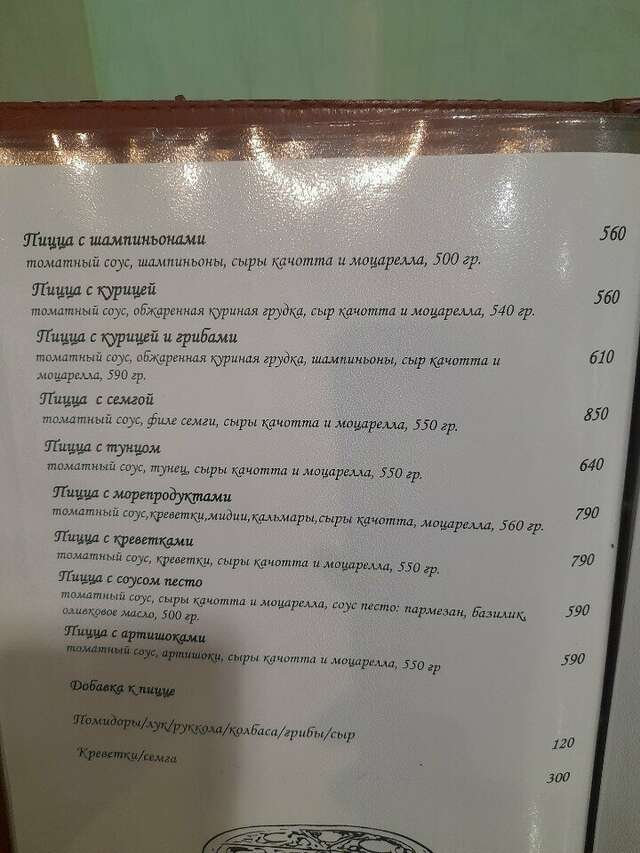 Пицца с шампиньонами 560
томатный соус, шампиньоны, сыры качотта и моцарелла, 500 гр.
Пицца с курицей 560
томатный соус, обжаренная куриная грудка, сыр качотта и моцарелла, 540 гр.
Пицца с курицей и грибами 610
томатный соус, обжаренная куриная грудка, шампиньоны, сыр качотта и
моцарелла, 590 гр.
Пицца с семгой 850
томатный соус, филе семги, сыры качотта и моцарелла, 550 гр.
Пицца с тунцом 640
томатный соус, тунец, сыры качотта и моцарелла, 550 гр.
Пицца с морепродуктами 790
томатный соус,креветки,мидии,кальмары,сыры качотта, моцарелла, 560 гр.
Пицца с креветками 790
томатный соус, креветки, сыры качотта и моцарелла, 550 гр.
Пицца с соусом песто 590
томатный соус, сыры качотта и моцарелла, соус песто: пармезан, базилик,
оливковое масло, 500 гр.
Пицца с артишоками 590
томатный соус, артишоки, сыры качотта и моцарелла, 550 гр
Добавка к пицце
Помидоры/лук/руккола/колбаса/грибы/сыр 120
Креветки/семга 300